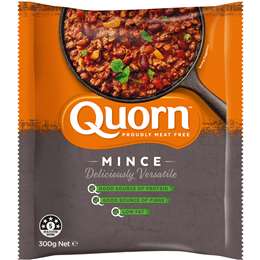 Quorn
PROUDLY MEAT FREE
MINCE
Deliciously Versatile
GOOD SOURCE OF PROTEIN
GOOD SOURCE OF FIBRE
LOW FAT
300g Net e